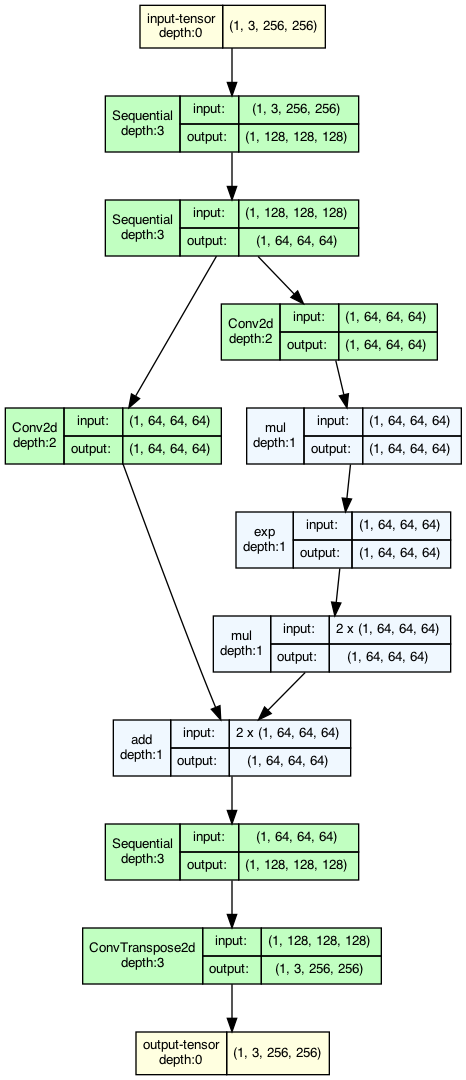 input-tensor
depth:0
(1, 3, 256, 256)
Sequential
depth:3
input:
(1, 3, 256, 256)
output:
(1, 128, 128, 128)
Sequential
depth:3
input:
(1, 128, 128, 128)
output:
(1, 64, 64, 64)
Conv2d
depth:2
input:
(1, 64, 64, 64)
output:
(1, 64, 64, 64)
Conv2d
depth:2
input:
(1, 64, 64, 64)
output:
(1, 64, 64, 64)
mul
depth:1
input:
(1, 64, 64, 64)
output:
(1, 64, 64, 64)
exp
depth:1
input:
(1, 64, 64, 64)
output:
(1, 64, 64, 64)
mul
depth:1
input:
2 x (1, 64, 64, 64)
output:
(1, 64, 64, 64)
add
depth:1
input:
2 x (1, 64, 64, 64)
output:
(1, 64, 64, 64)
Sequential
depth:3
input:
(1, 64, 64, 64)
output:
(1, 128, 128, 128)
ConvTranspose2d
depth:3
input:
(1, 128, 128, 128)
output:
(1, 3, 256, 256)
output-tensor
depth:0
(1, 3, 256, 256)